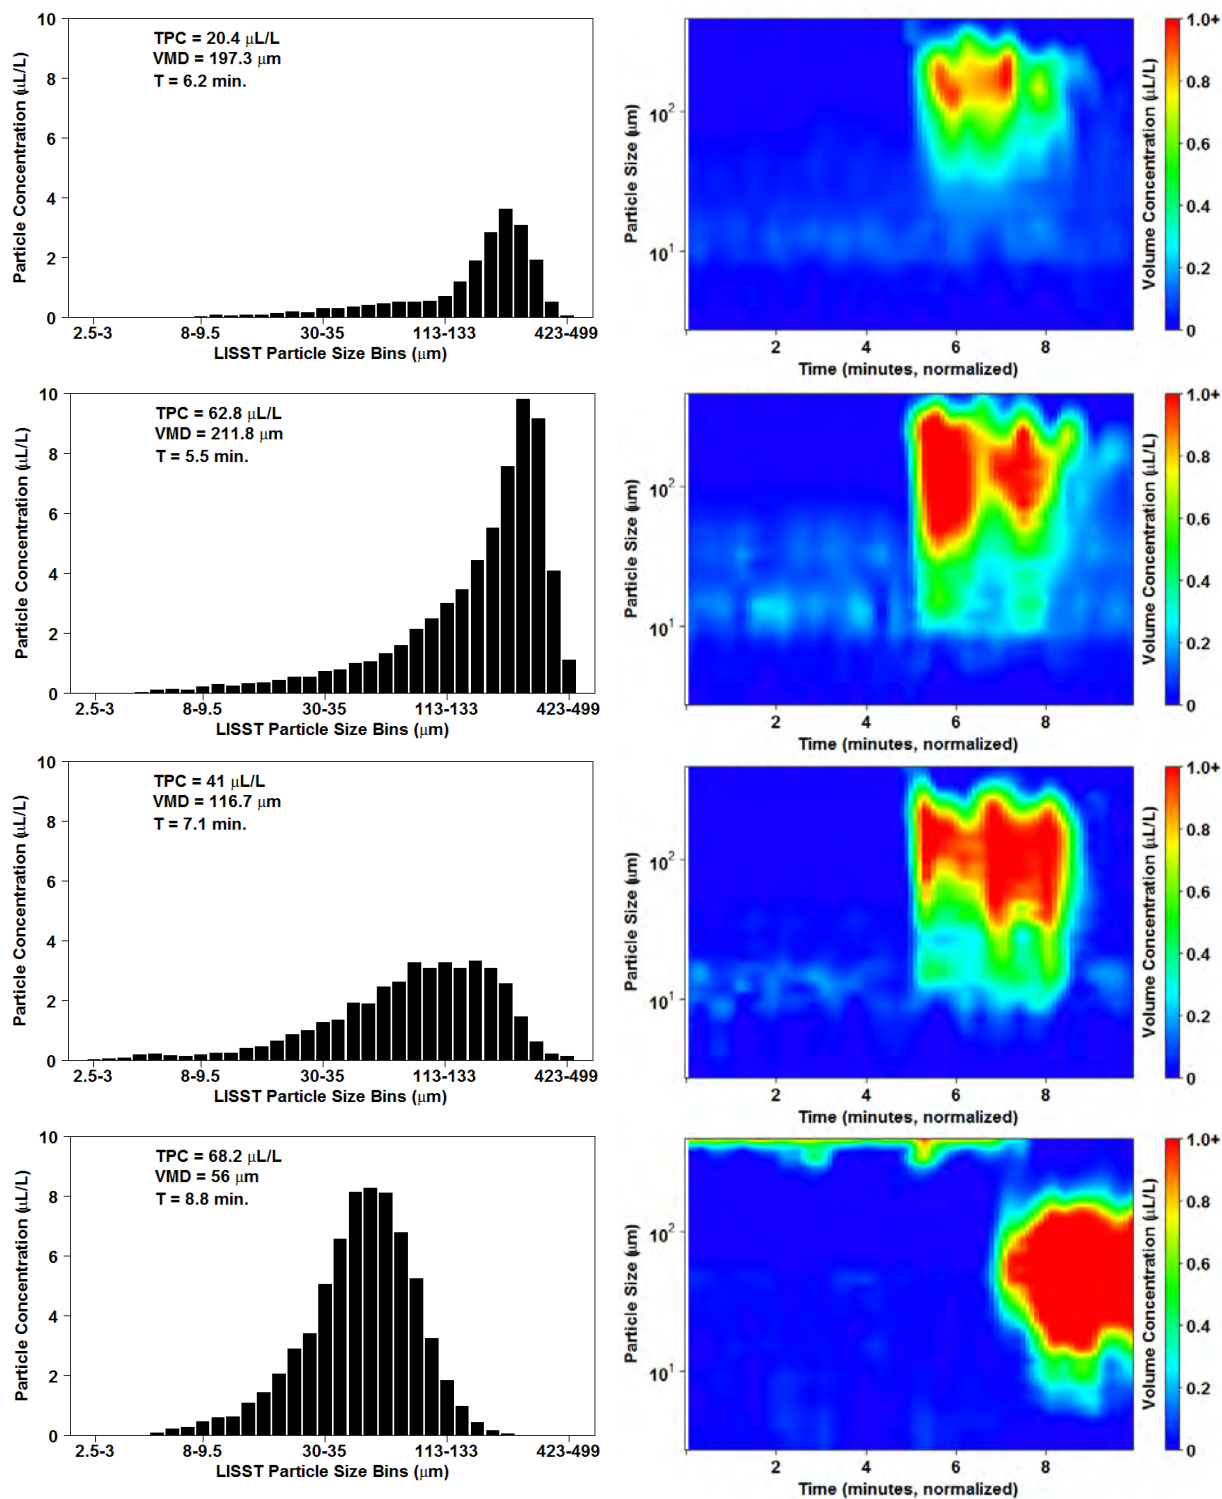 TPC = 20.4 µL/L
VMD = 197.3 µm
T = 6.2 min.
Particle Concentration (µL/L)
10
8
6
4
2
0
2.5-3 8-9.5 30-35 113-133 423-499
LISST Particle Size Bins (µm)
Particle Size (µm)
10²
10¹
2 4 6 8
Time (minutes, normalized)
Volume Concentration (µL/L)
1.0+
0.8
0.6
0.4
0.2
0
TPC = 62.8 µL/L
VMD = 211.8 µm
T = 5.5 min.
Particle Concentration (µL/L)
10
8
6
4
2
0
2.5-3 8-9.5 30-35 113-133 423-499
LISST Particle Size Bins (µm)
Particle Size (µm)
10²
10¹
2 4 6 8
Time (minutes, normalized)
Volume Concentration (µL/L)
1.0+
0.8
0.6
0.4
0.2
0
TPC = 41 µL/L
VMD = 116.7 µm
T = 7.1 min.
Particle Concentration (µL/L)
10
8
6
4
2
0
2.5-3 8-9.5 30-35 113-133 423-499
LISST Particle Size Bins (µm)
Particle Size (µm)
10²
10¹
2 4 6 8
Time (minutes, normalized)
Volume Concentration (µL/L)
1.0+
0.8
0.6
0.4
0.2
0
TPC = 68.2 µL/L
VMD = 56 µm
T = 8.8 min.
Particle Concentration (µL/L)
10
8
6
4
2
0
2.5-3 8-9.5 30-35 113-133 423-499
LISST Particle Size Bins (µm)
Particle Size (µm)
10²
10¹
2 4 6 8
Time (minutes, normalized)
Volume Concentration (µL/L)
1.0+
0.8
0.6
0.4
0.2
0